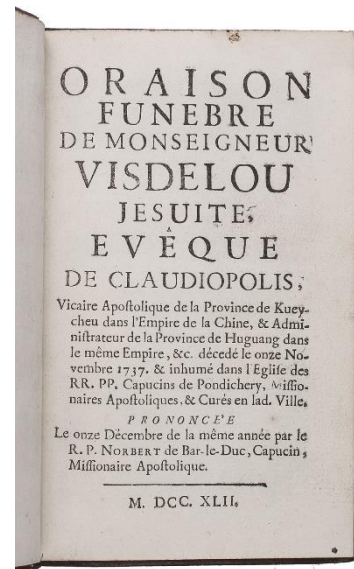 ORAISON
FUNEBRE
DE MONSEIGNEUR
VISDELOU
JESUITE,
EVÊQUE
DE CLAUDIOPOLIS,
Vicaire Apoſtolique de la Province de Kuey-
cheu dans l'Empire de la Chine, & Admi-
niſtrateur de la Province de Huguang dans
le même Empire, &c. décedé le onze No-
vembre 1737. & inhumé dans l'Egliſe des
RR. PP. Capucins de Pondichery, Miſſio-
naires Apoſtoliques, & Curés en lad. Ville,
PRONONCE'E
Le onze Décembre de la même année par le
R. P. NORBERT de Bar-le-Duc, Capucin,
Miſſionaire Apoſtolique.
M. DCC. XLII.